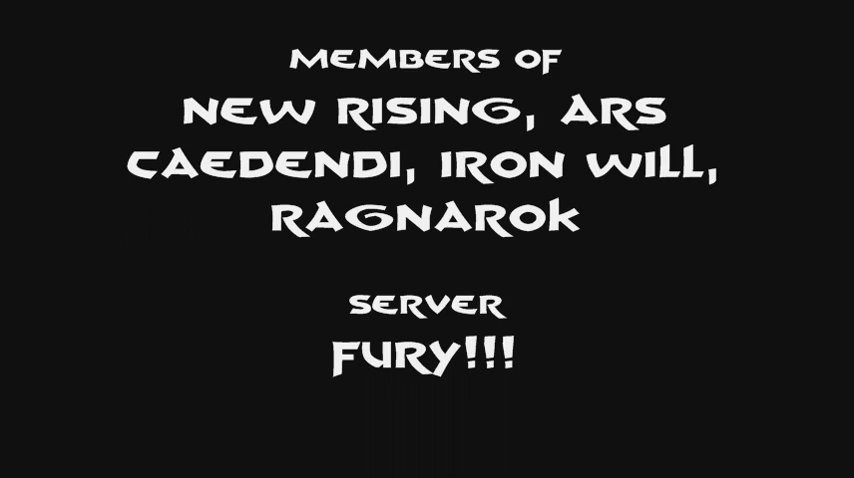 MEMBERS OF
NEW RISING, ARS
CAEDENDI, IRON WILL,
RAGNAROK
SERVER
FURY!!!